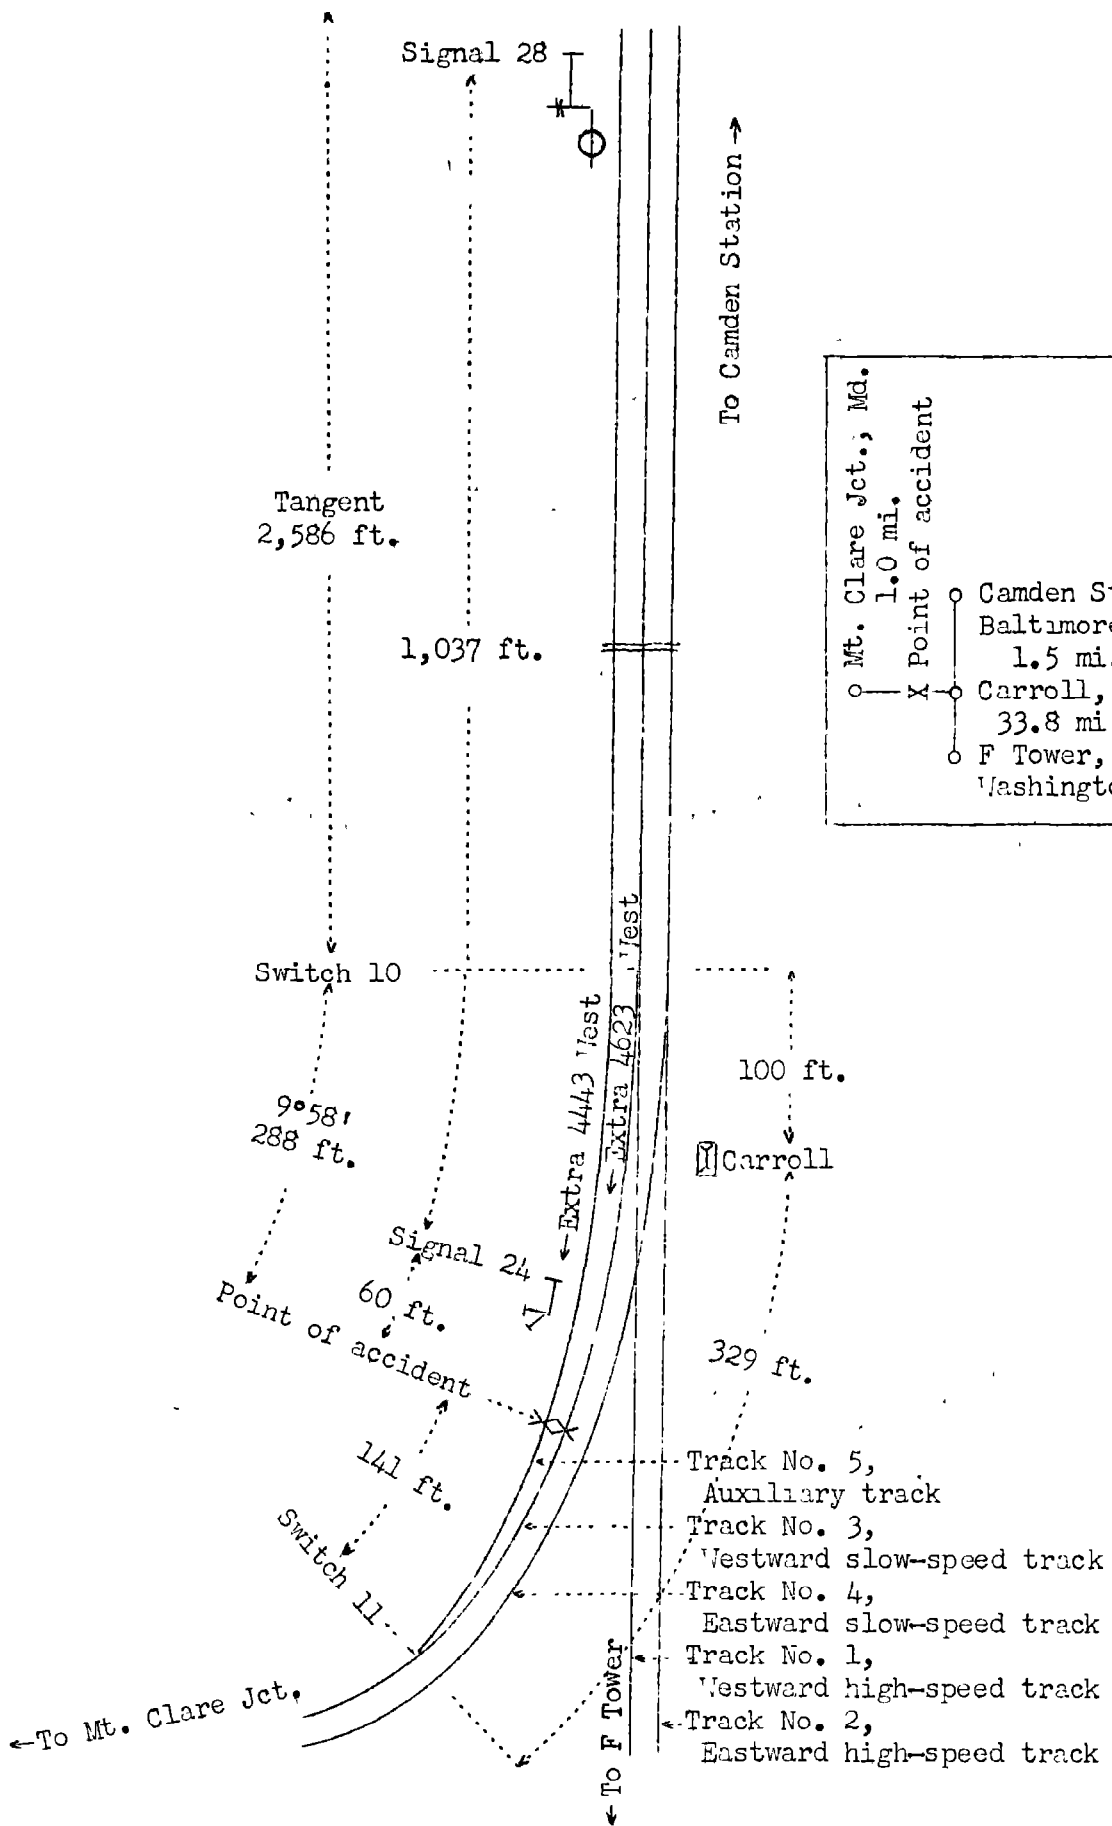 Signal 28
To Camden Station →
Tangent
2,586 ft.
1,037 ft.
Mt. Clare Jct., Md.
1.0 mi.
X Point of accident
Camden St
Baltimore
1.5 mi.
Carroll,
33.8 mi
F Tower,
Washingto
Switch 10
←Extra 4443 West
←Extra 4623 West
100 ft.
Carroll
9°58'
288 ft.
Signal 24
60 ft.
Point of accident
329 ft.
141 ft.
Switch 11
Track No. 5,
Auxiliary track
Track No. 3,
Westward slow-speed track
Track No. 4,
Eastward slow-speed track
Track No. 1,
Westward high-speed track
Track No. 2,
Eastward high-speed track
←To Mt. Clare Jct.
←To F Tower